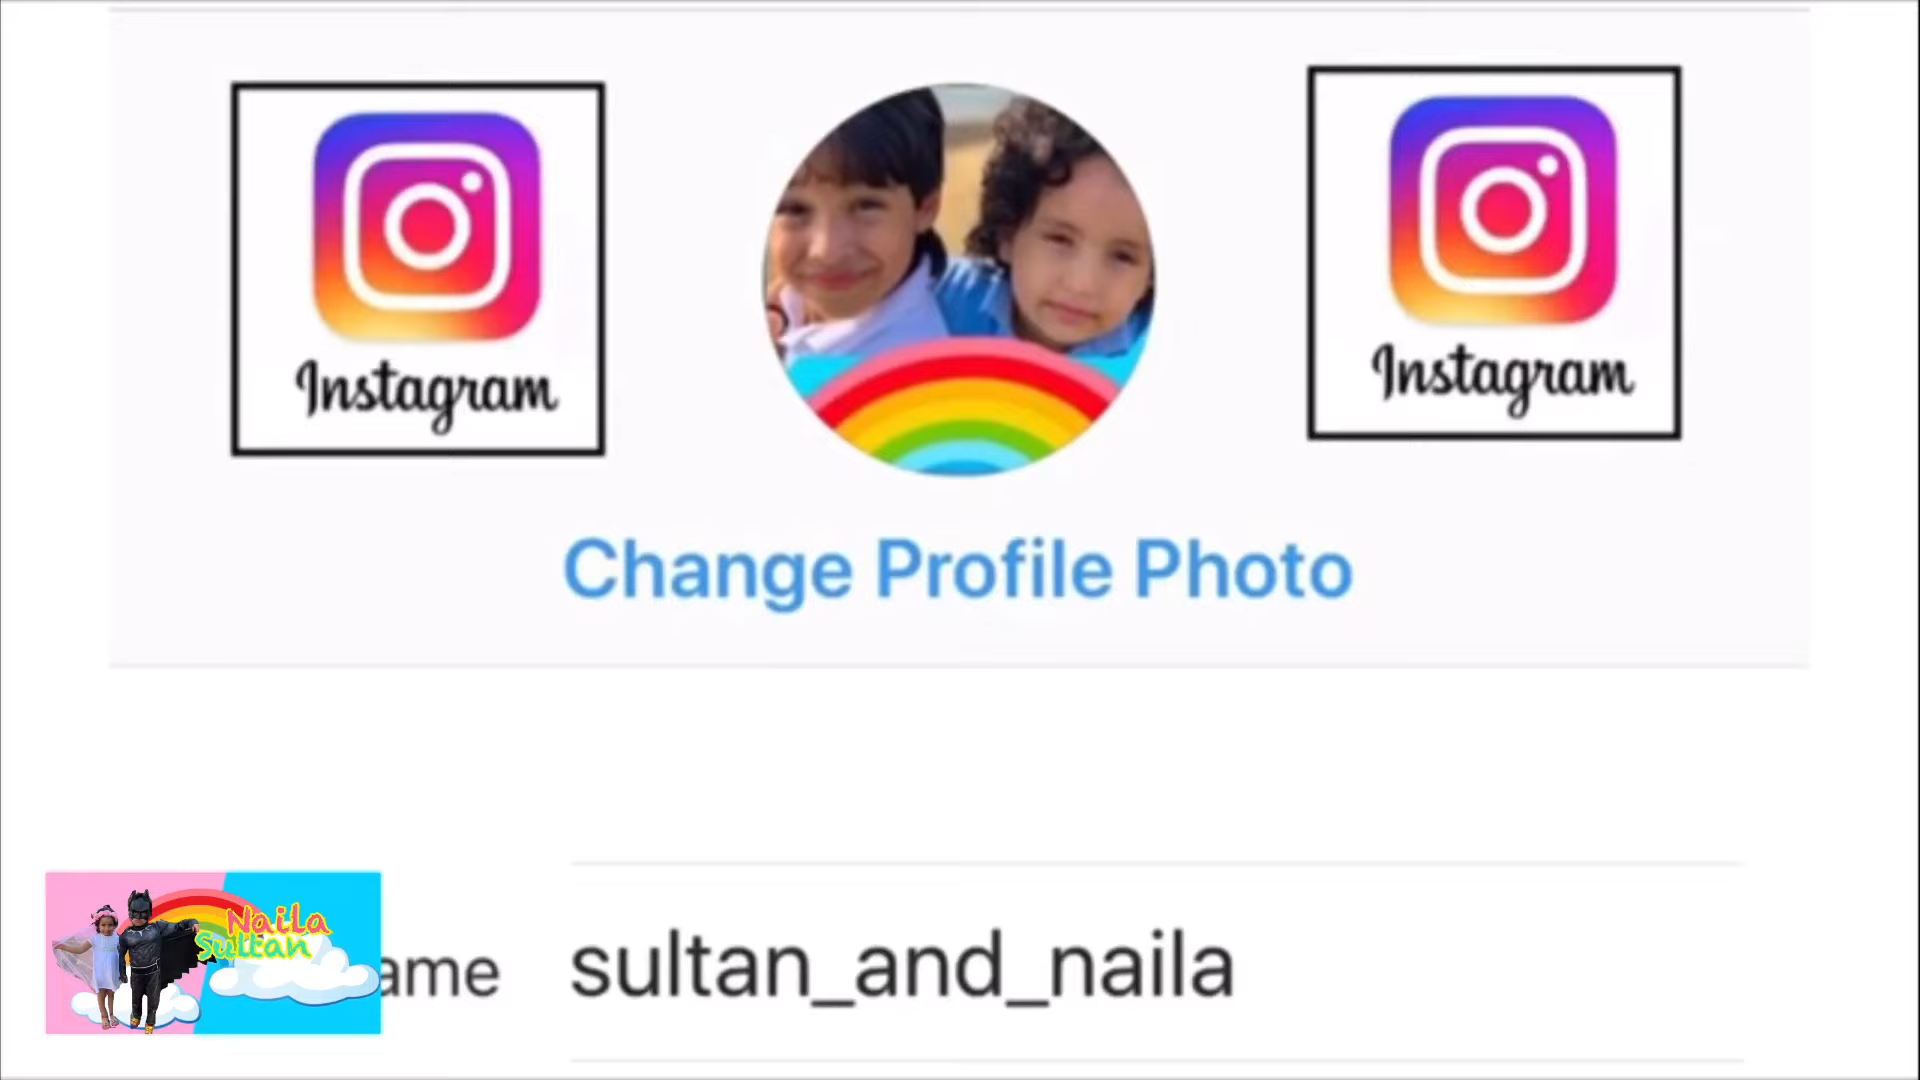 Instagram
Instagram
Change Profile Photo
Naila
Sultan
ame sultan_and_naila